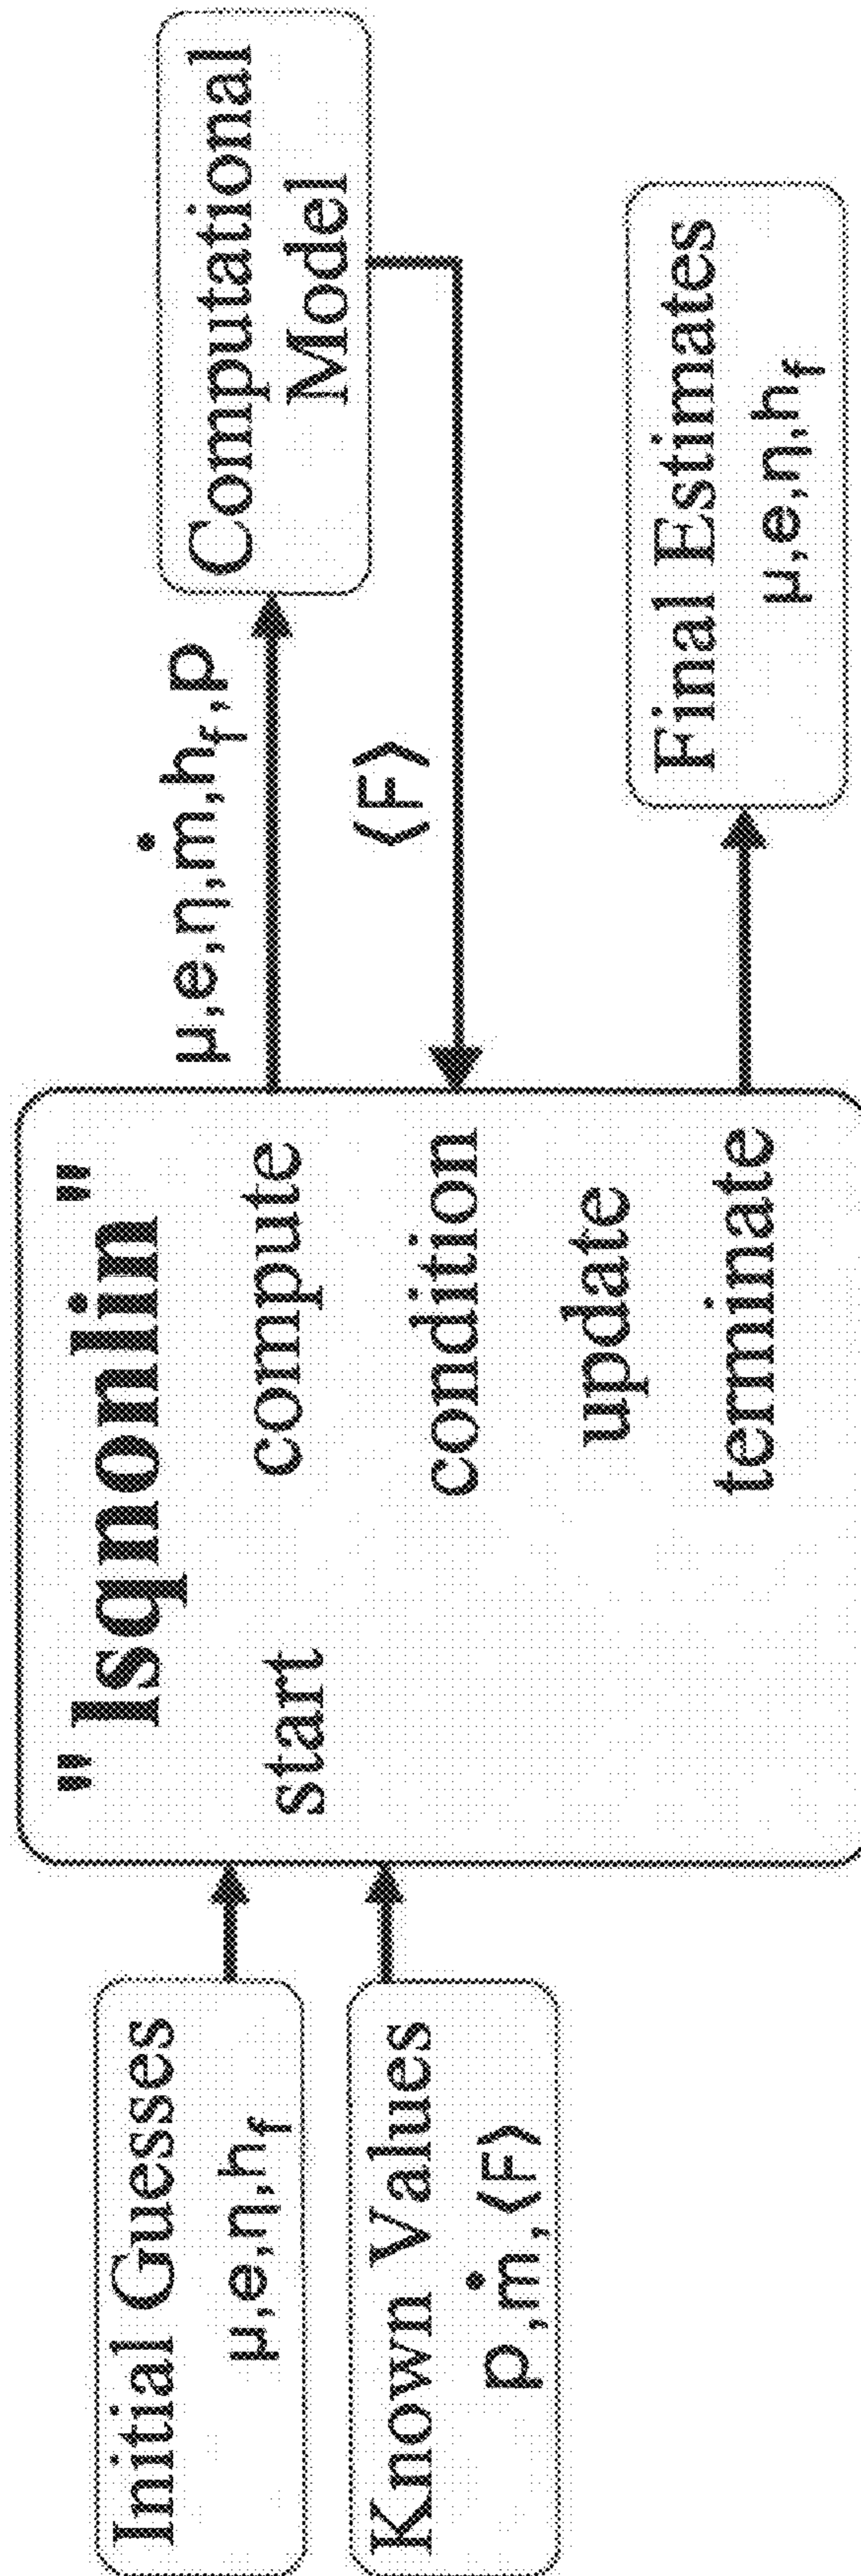 Initial Guesses
μ,e,η,h_f
Known Values
p,ṁ,⟨F⟩
"lsqnonlin"
start
compute
condition
update
terminate
μ,e,η,ṁ,h_f,p
⟨F⟩
Computational
Model
Final Estimates
μ,e,η,h_f